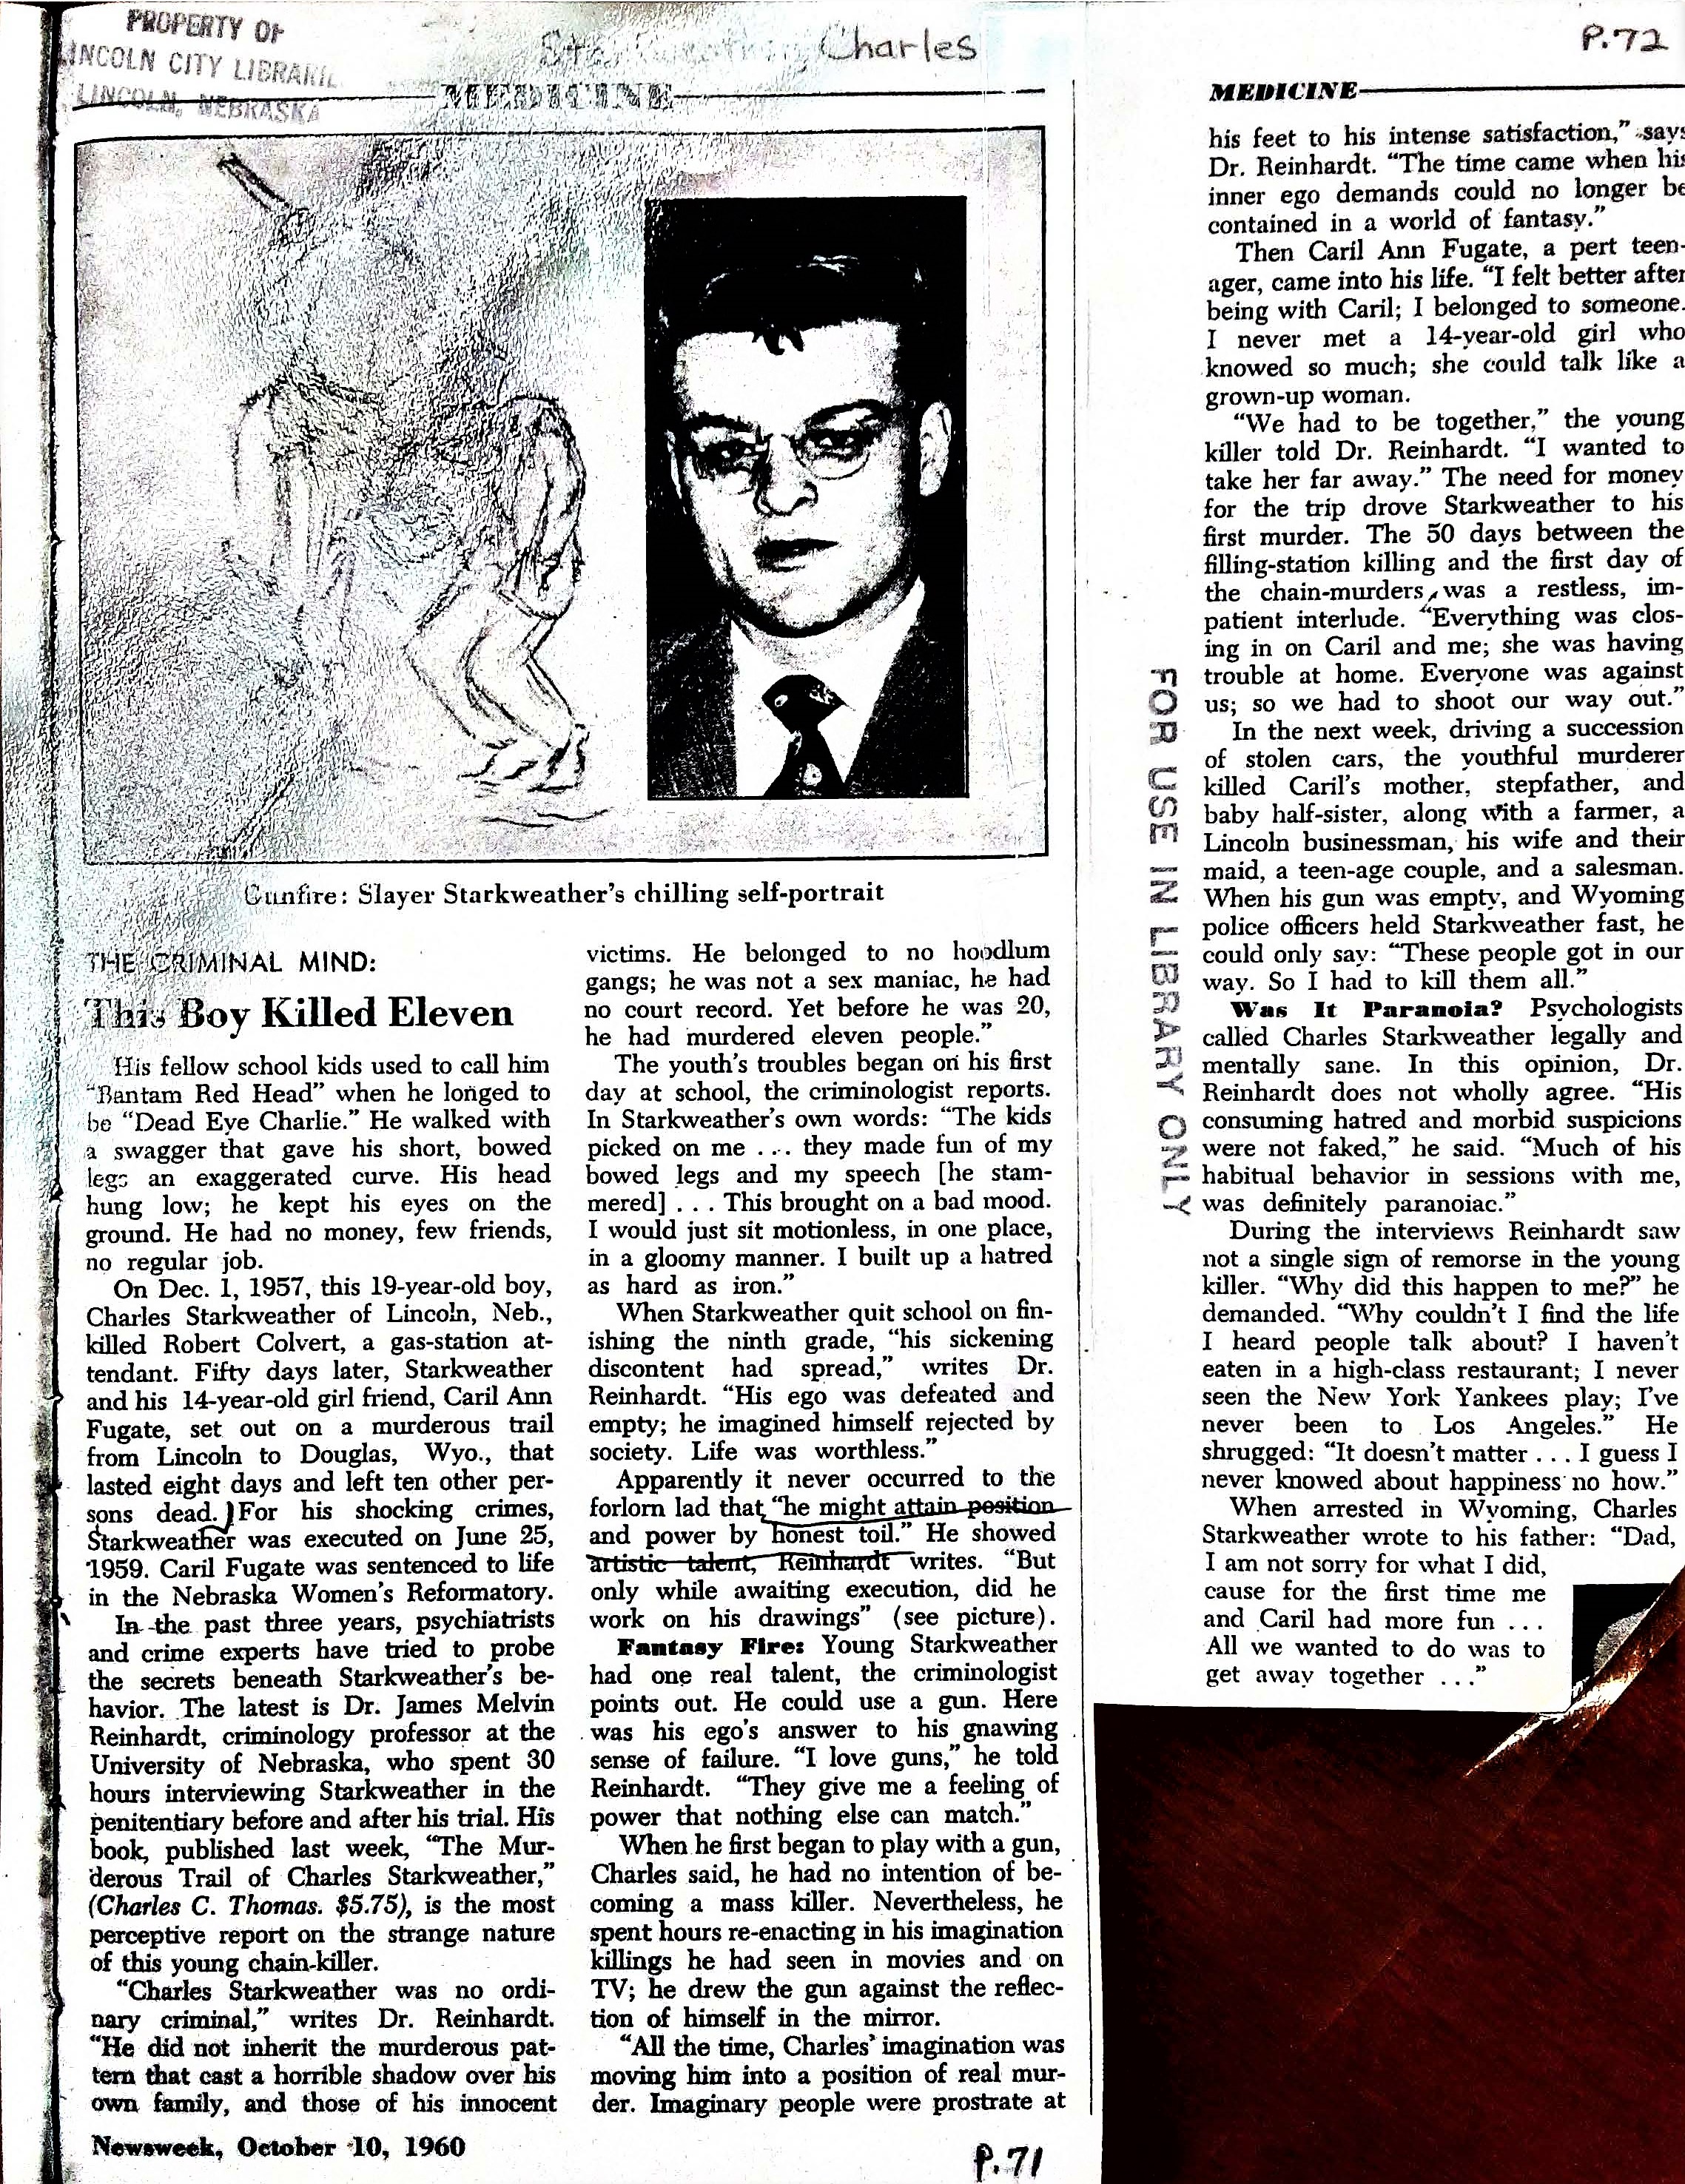 PROPERTY OF
LINCOLN CITY LIBRARIE
LINCOLN, NEBRASKA
Starkweather, Charles
MEDICINE
Gunfire: Slayer Starkweather's chilling self-portrait
THE CRIMINAL MIND:
This Boy Killed Eleven
His fellow school kids used to call him
"Bantam Red Head" when he longed to
be "Dead Eye Charlie." He walked with
a swagger that gave his short, bowed
legs an exaggerated curve. His head
hung low; he kept his eyes on the
ground. He had no money, few friends,
no regular job.
On Dec. 1, 1957, this 19-year-old boy,
Charles Starkweather of Lincoln, Neb.,
killed Robert Colvert, a gas-station at-
tendant. Fifty days later, Starkweather
and his 14-year-old girl friend, Caril Ann
Fugate, set out on a murderous trail
from Lincoln to Douglas, Wyo., that
lasted eight days and left ten other per-
sons dead. For his shocking crimes,
Starkweather was executed on June 25,
1959. Caril Fugate was sentenced to life
in the Nebraska Women's Reformatory.
In the past three years, psychiatrists
and crime experts have tried to probe
the secrets beneath Starkweather's be-
havior. The latest is Dr. James Melvin
Reinhardt, criminology professor at the
University of Nebraska, who spent 30
hours interviewing Starkweather in the
penitentiary before and after his trial. His
book, published last week, "The Mur-
derous Trail of Charles Starkweather,"
(Charles C. Thomas. $5.75), is the most
perceptive report on the strange nature
of this young chain-killer.
"Charles Starkweather was no ordi-
nary criminal," writes Dr. Reinhardt.
"He did not inherit the murderous pat-
tern that cast a horrible shadow over his
own family, and those of his innocent
victims. He belonged to no hoodlum
gangs; he was not a sex maniac, he had
no court record. Yet before he was 20,
he had murdered eleven people."
The youth's troubles began on his first
day at school, the criminologist reports.
In Starkweather's own words: "The kids
picked on me ... they made fun of my
bowed legs and my speech [he stam-
mered] . . . This brought on a bad mood.
I would just sit motionless, in one place,
in a gloomy manner. I built up a hatred
as hard as iron."
When Starkweather quit school on fin-
ishing the ninth grade, "his sickening
discontent had spread," writes Dr.
Reinhardt. "His ego was defeated and
empty; he imagined himself rejected by
society. Life was worthless."
Apparently it never occurred to the
forlorn lad that "he might attain position
and power by honest toil." He showed
artistic talent, Reinhardt writes. "But
only while awaiting execution, did he
work on his drawings" (see picture).
Fantasy Fire: Young Starkweather
had one real talent, the criminologist
points out. He could use a gun. Here
was his ego's answer to his gnawing
sense of failure. "I love guns," he told
Reinhardt. "They give me a feeling of
power that nothing else can match."
When he first began to play with a gun,
Charles said, he had no intention of be-
coming a mass killer. Nevertheless, he
spent hours re-enacting in his imagination
killings he had seen in movies and on
TV; he drew the gun against the reflec-
tion of himself in the mirror.
"All the time, Charles' imagination was
moving him into a position of real mur-
der. Imaginary people were prostrate at
Newsweek, October 10, 1960
P.71
P.72
MEDICINE
his feet to his intense satisfaction," says
Dr. Reinhardt. "The time came when his
inner ego demands could no longer be
contained in a world of fantasy."
Then Caril Ann Fugate, a pert teen-
ager, came into his life. "I felt better after
being with Caril; I belonged to someone.
I never met a 14-year-old girl who
knowed so much; she could talk like a
grown-up woman.
"We had to be together," the young
killer told Dr. Reinhardt. "I wanted to
take her far away." The need for money
for the trip drove Starkweather to his
first murder. The 50 days between the
filling-station killing and the first day of
the chain-murders, was a restless, im-
patient interlude. "Everything was clos-
ing in on Caril and me; she was having
trouble at home. Everyone was against
us; so we had to shoot our way out."
In the next week, driving a succession
of stolen cars, the youthful murderer
killed Caril's mother, stepfather, and
baby half-sister, along with a farmer, a
Lincoln businessman, his wife and their
maid, a teen-age couple, and a salesman.
When his gun was empty, and Wyoming
police officers held Starkweather fast, he
could only say: "These people got in our
way. So I had to kill them all."
Was It Paranoia? Psychologists
called Charles Starkweather legally and
mentally sane. In this opinion, Dr.
Reinhardt does not wholly agree. "His
consuming hatred and morbid suspicions
were not faked," he said. "Much of his
habitual behavior in sessions with me,
was definitely paranoiac."
During the interviews Reinhardt saw
not a single sign of remorse in the young
killer. "Why did this happen to me?" he
demanded. "Why couldn't I find the life
I heard people talk about? I haven't
eaten in a high-class restaurant; I never
seen the New York Yankees play; I've
never been to Los Angeles." He
shrugged: "It doesn't matter . . . I guess I
never knowed about happiness no how."
When arrested in Wyoming, Charles
Starkweather wrote to his father: "Dad,
I am not sorry for what I did,
cause for the first time me
and Caril had more fun ...
All we wanted to do was to
get away together ..."
FOR USE IN LIBRARY ONLY